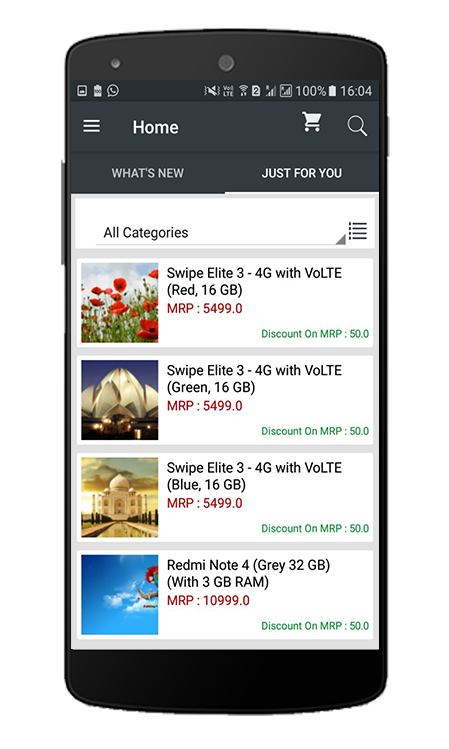 Vo))
LTE
2
100%
16:04
Home
WHAT'S NEW
JUST FOR YOU
All Categories
Swipe Elite 3 - 4G with VoLTE
(Red, 16 GB)
MRP : 5499.0
Discount On MRP : 50.0
Swipe Elite 3 - 4G with VoLTE
(Green, 16 GB)
MRP : 5499.0
Discount On MRP : 50.0
Swipe Elite 3 - 4G with VoLTE
(Blue, 16 GB)
MRP : 5499.0
Discount On MRP : 50.0
Redmi Note 4 (Grey 32 GB)
(With 3 GB RAM)
MRP : 10999.0
Discount On MRP : 50.0